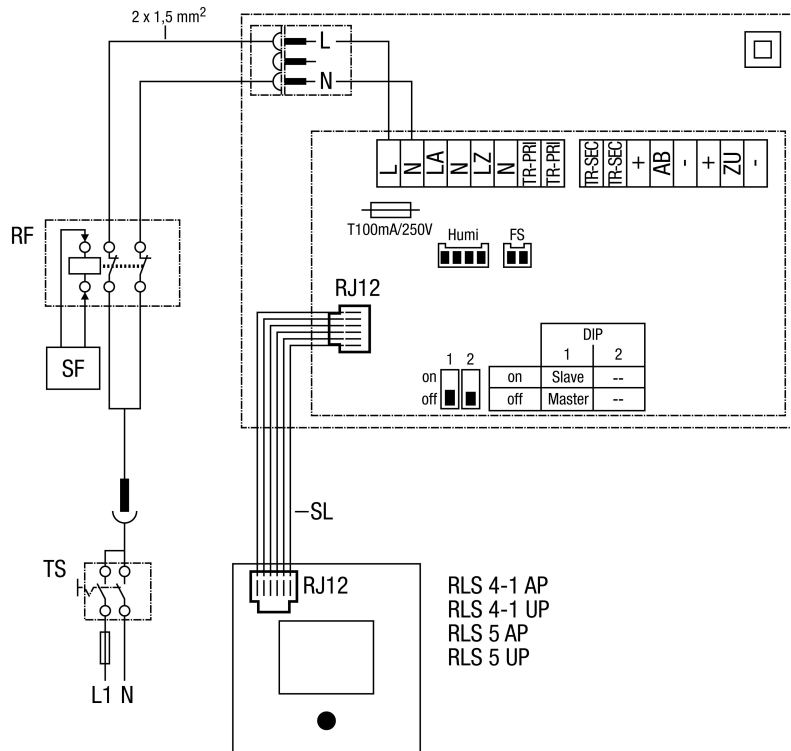 2 x 1,5 mm²
L
N
L
N
LA
N
LZ
N
TR-PRI
TR-PRI
TR-SEC
TR-SEC
+
AB
-
+
ZU
-
T100mA/250V
Humi
FS
RF
SF
RJ12
DIP
1 2
1 2
on
on Slave --
off
off Master --
SL
TS
RJ12
RLS 4-1 AP
RLS 4-1 UP
RLS 5 AP
RLS 5 UP
L1 N